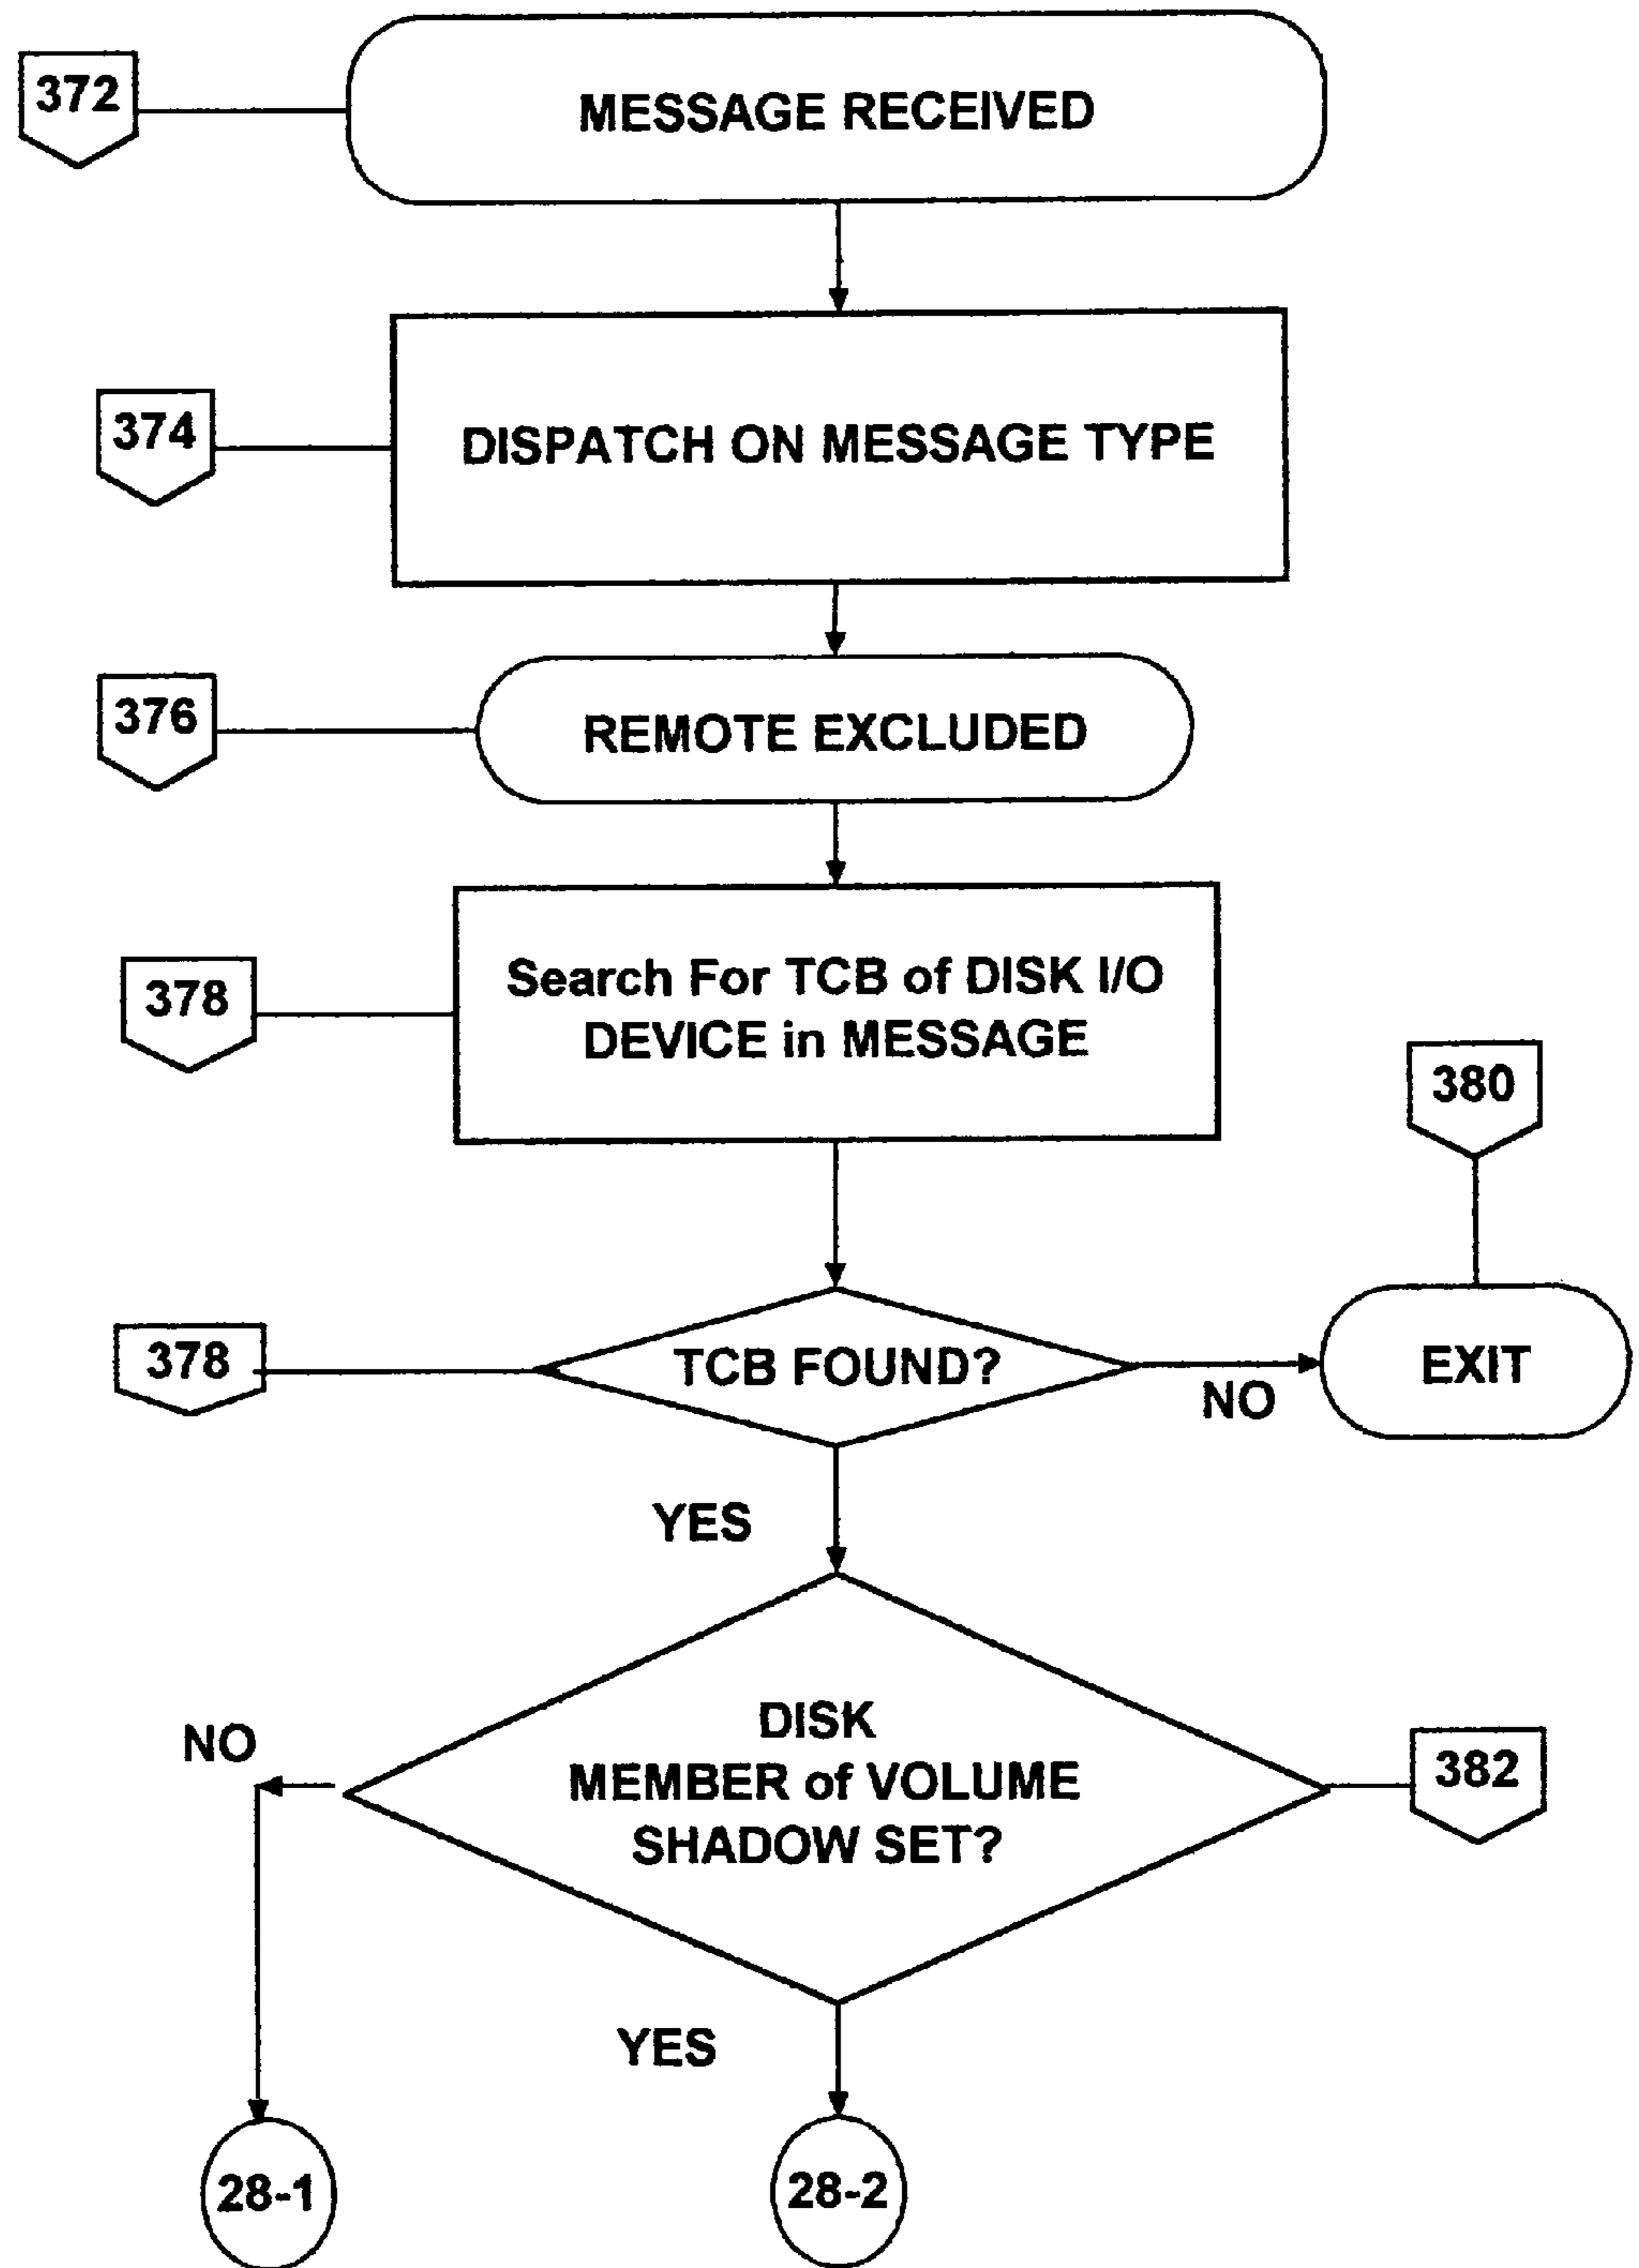 372
MESSAGE RECEIVED
374
DISPATCH ON MESSAGE TYPE
376
REMOTE EXCLUDED
378
Search For TCB of DISK I/O
DEVICE in MESSAGE
380
378
TCB FOUND?
NO
EXIT
YES
NO
DISK
MEMBER of VOLUME
SHADOW SET?
382
YES
28-1
28-2